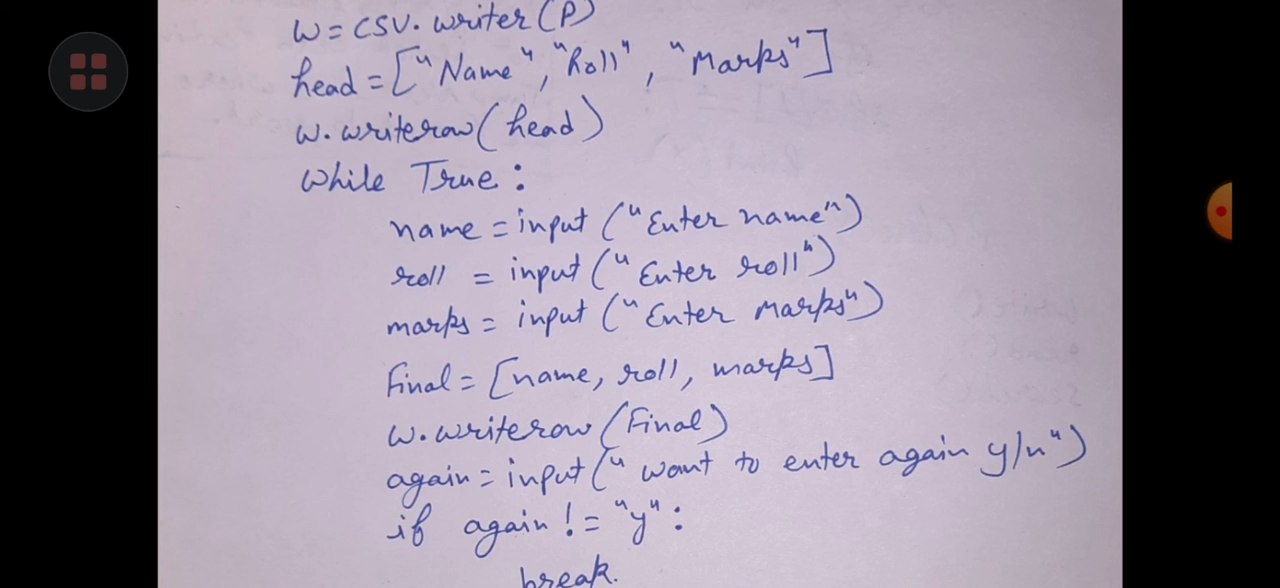 w = csv.writer(P)
head = ["Name", "Roll", "Marks"]
w.writerow(head)
while True:
name = input("Enter name")
roll = input("Enter roll")
marks = input("Enter Marks")
Final = [name, roll, marks]
w.writerow(Final)
again = input("want to enter again y/n")
if again != "y":
break.